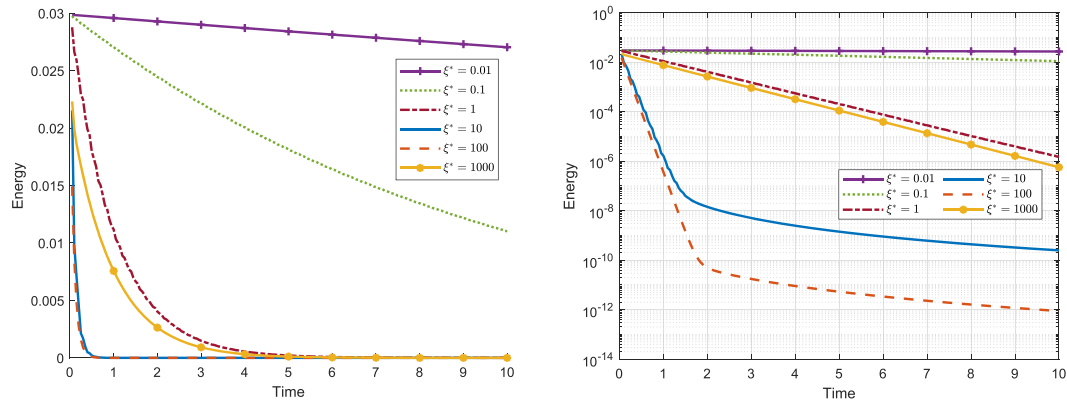 0.03
0.025
0.02
0.015
0.01
0.005
0
Energy
0 1 2 3 4 5 6 7 8 9 10
Time
ξ* = 0.01
ξ* = 0.1
ξ* = 1
ξ* = 10
ξ* = 100
ξ* = 1000
10^0
10^-2
10^-4
10^-6
10^-8
10^-10
10^-12
10^-14
Energy
0 1 2 3 4 5 6 7 8 9 10
Time
ξ* = 0.01 ξ* = 10
ξ* = 0.1 ξ* = 100
ξ* = 1 ξ* = 1000